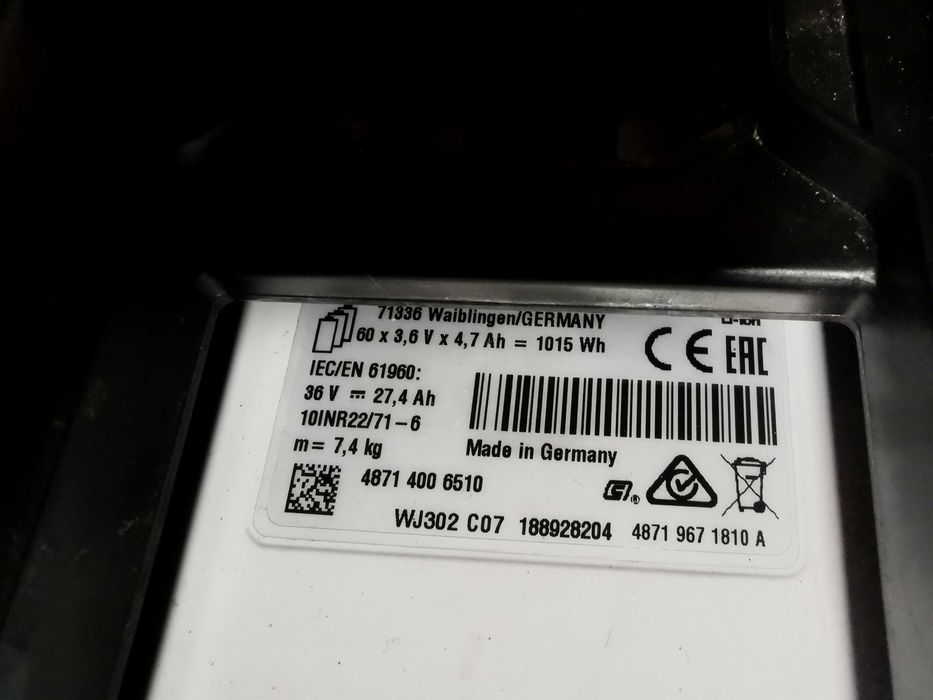 71336 Waiblingen/GERMANY
Li-Ion
60 x 3,6 V x 4,7 Ah = 1015 Wh
CE EAC
IEC/EN 61960:
36 V ⎓ 27,4 Ah
10INR22/71-6
m= 7,4 kg
Made in Germany
4871 400 6510
WJ302 C07 188928204 4871 967 1810 A